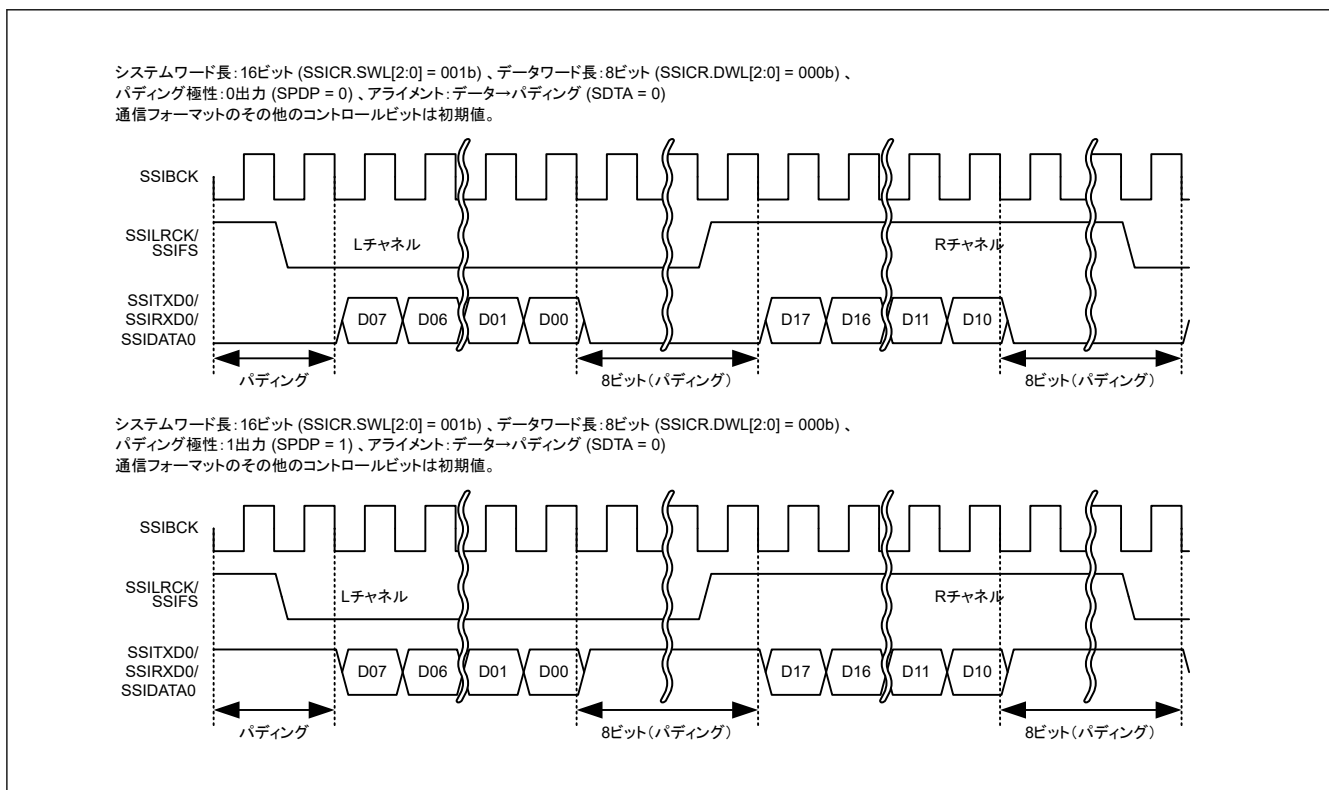 システムワード長：16ビット (SSICR.SWL[2:0] = 001b) 、データワード長：8ビット (SSICR.DWL[2:0] = 000b) 、
パディング極性：0出力 (SPDP = 0) 、アライメント：データ→パディング (SDTA = 0)
通信フォーマットのその他のコントロールビットは初期値。
SSIBCK
SSILRCK/
SSIFS
Lチャネル
Rチャネル
SSITXD0/
SSIRXD0/
SSIDATA0
D07 D06 D01 D00 D17 D16 D11 D10
パディング
8ビット（パディング）
8ビット（パディング）
システムワード長：16ビット (SSICR.SWL[2:0] = 001b) 、データワード長：8ビット (SSICR.DWL[2:0] = 000b) 、
パディング極性：1出力 (SPDP = 1) 、アライメント：データ→パディング (SDTA = 0)
通信フォーマットのその他のコントロールビットは初期値。
SSIBCK
SSILRCK/
SSIFS
Lチャネル
Rチャネル
SSITXD0/
SSIRXD0/
SSIDATA0
D07 D06 D01 D00 D17 D16 D11 D10
パディング
8ビット（パディング）
8ビット（パディング）